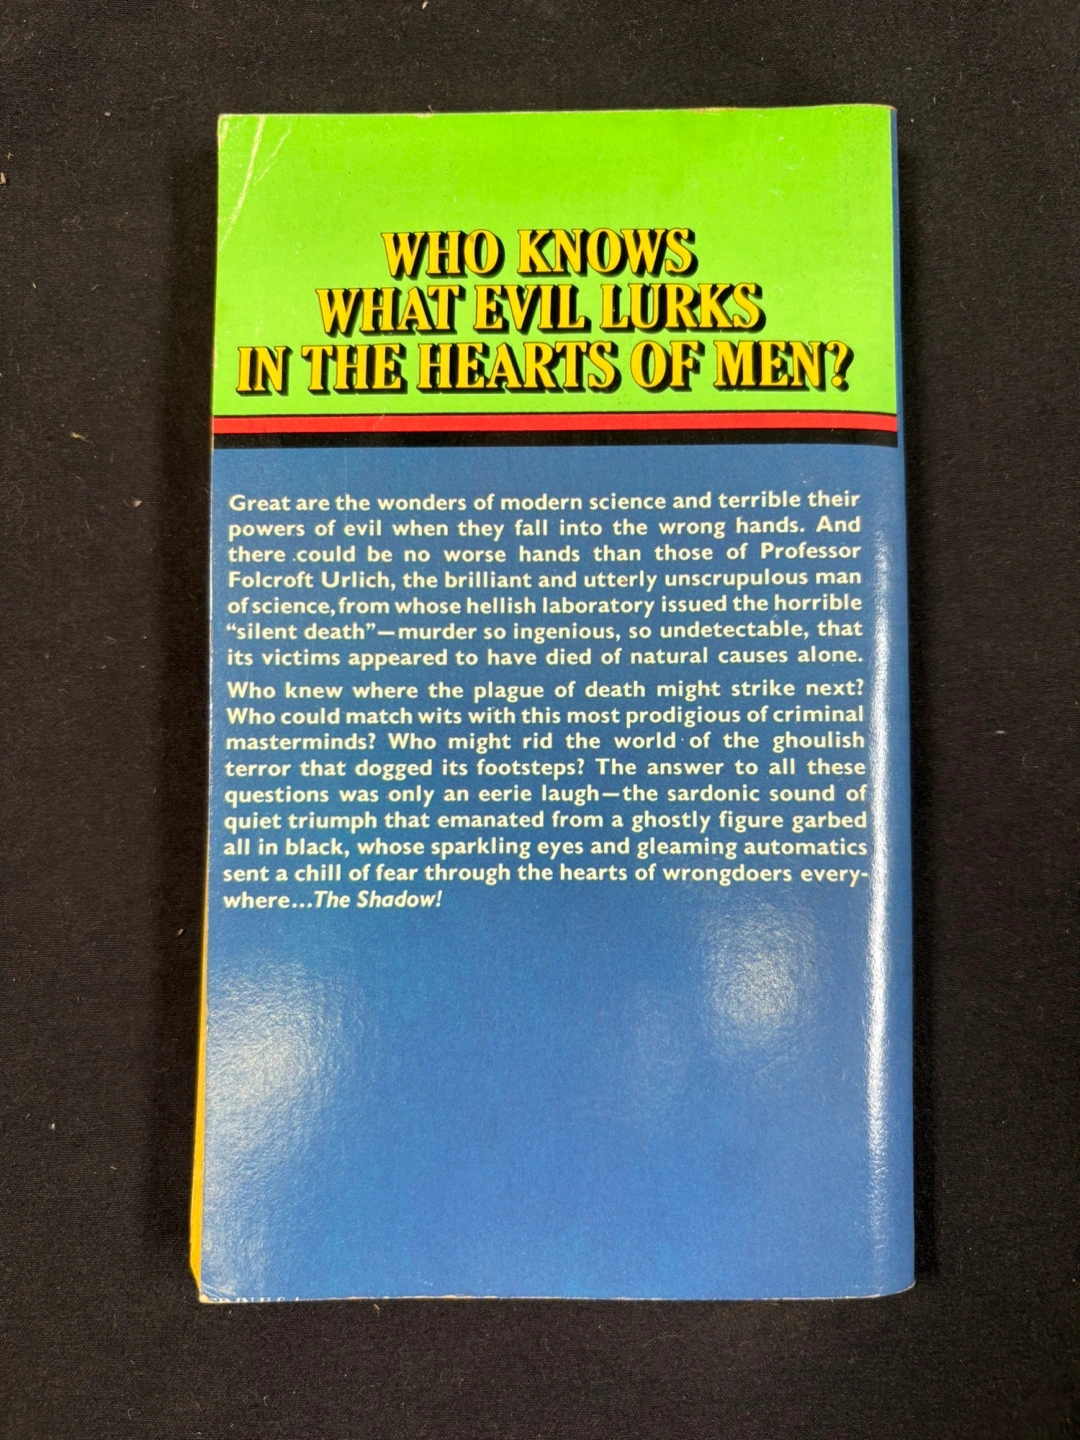 WHO KNOWS
WHAT EVIL LURKS
IN THE HEARTS OF MEN?
Great are the wonders of modern science and terrible their
powers of evil when they fall into the wrong hands. And
there could be no worse hands than those of Professor
Folcroft Urlich, the brilliant and utterly unscrupulous man
of science, from whose hellish laboratory issued the horrible
“silent death”—murder so ingenious, so undetectable, that
its victims appeared to have died of natural causes alone.
Who knew where the plague of death might strike next?
Who could match wits with this most prodigious of criminal
masterminds? Who might rid the world of the ghoulish
terror that dogged its footsteps? The answer to all these
questions was only an eerie laugh—the sardonic sound of
quiet triumph that emanated from a ghostly figure garbed
all in black, whose sparkling eyes and gleaming automatics
sent a chill of fear through the hearts of wrongdoers every-
where...The Shadow!
IN U.S.A.